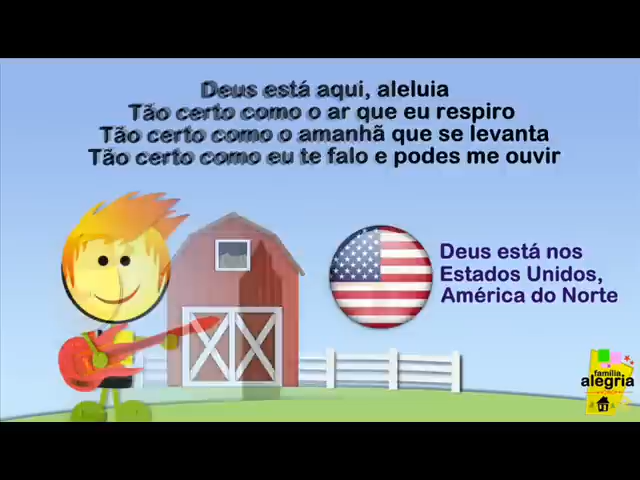 Deus está aqui, aleluia
Tão certo como o ar que eu respiro
Tão certo como o amanhã que se levanta
Tão certo como eu te falo e podes me ouvir
Deus está nos
Estados Unidos,
América do Norte
família
alegria